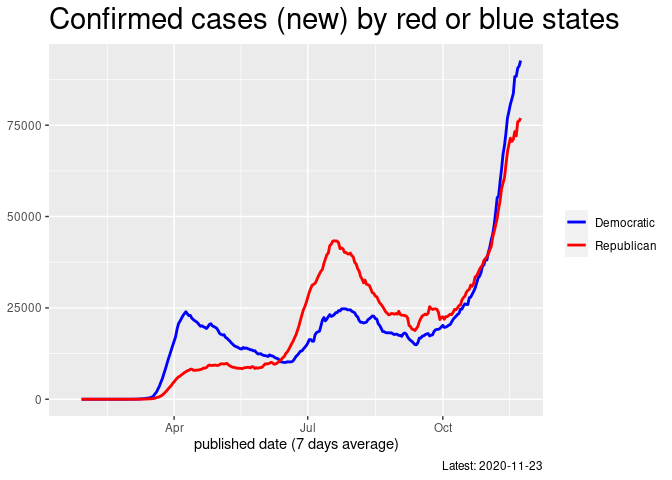 Confirmed cases (new) by red or blue states
75000
50000
25000
0
Apr
Jul
Oct
published date (7 days average)
Democratic
Republican
Latest: 2020-11-23